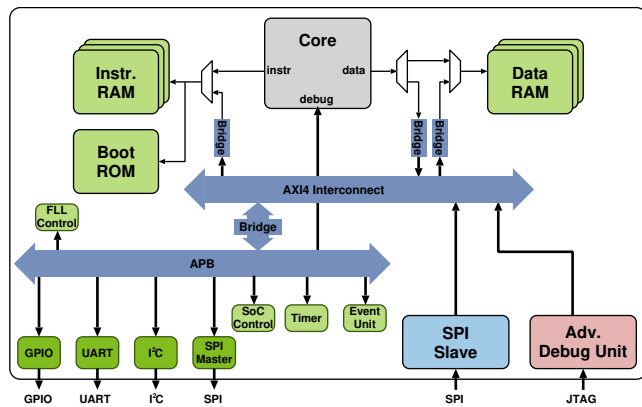 Core
Instr.
RAM
instr
data
Data
RAM
debug
Bridge
Bridge
Bridge
Boot
ROM
AXI4 Interconnect
FLL
Control
Bridge
APB
SoC
Control
Timer
Event
Unit
GPIO
UART
I²C
SPI
Master
SPI
Slave
Adv.
Debug Unit
GPIO
UART
I²C
SPI
SPI
JTAG